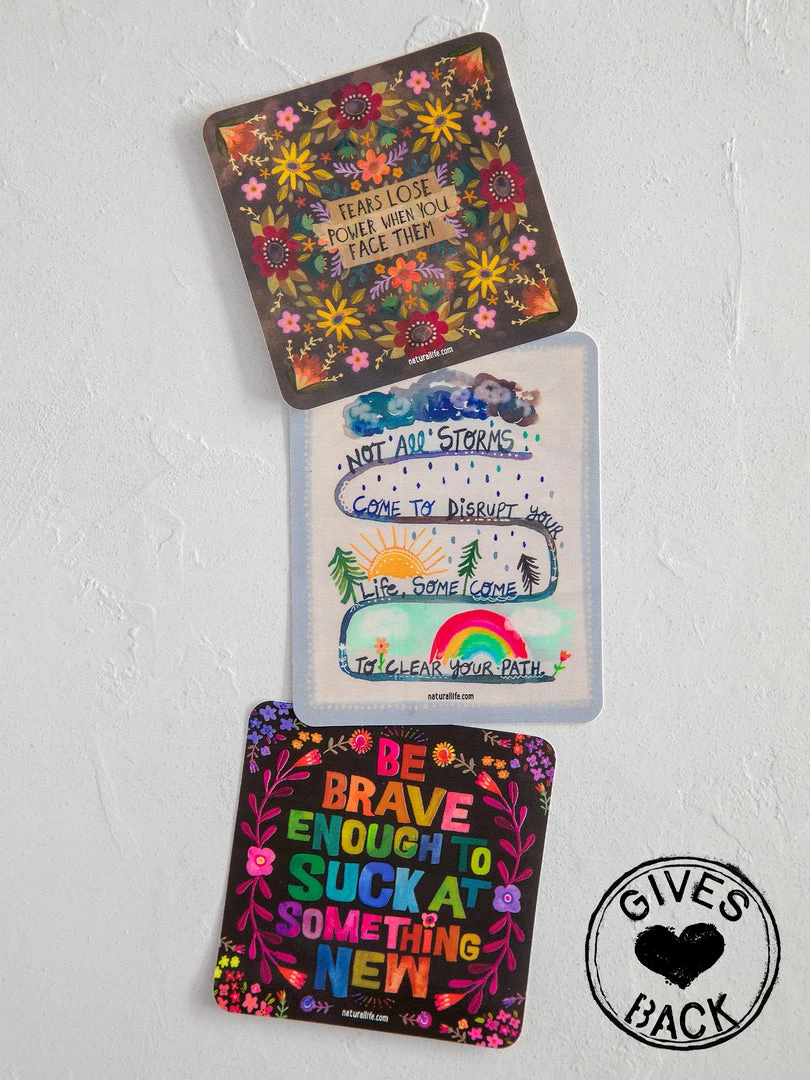 FEARS LOSE
POWER WHEN YOU
FACE THEM
naturallife.com
NOT All STORMS
COME TO DISRUPT YOUR
Life, SOME COME
TO CLEAR YOUR PATH.
naturallife.com
BE
BRAVE
ENOUGH TO
SUCK AT
SOMETHING
NEW
naturallife.com
GIVES
BACK